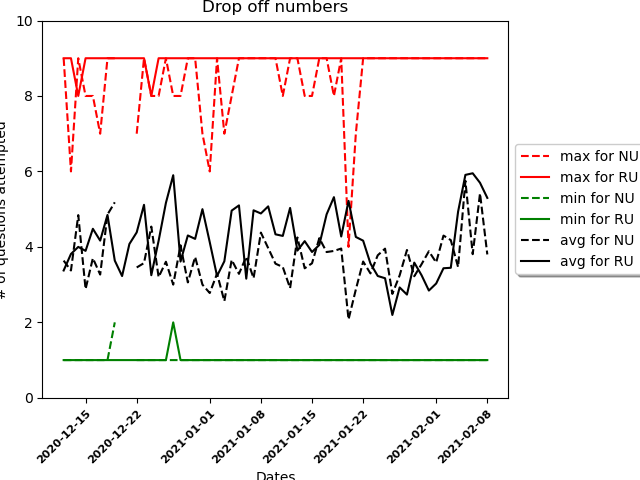 Drop off numbers
# of questions attempted
10
8
6
4
2
0
2020-12-15
2020-12-22
2021-01-01
2021-01-08
2021-01-15
2021-01-22
2021-02-01
2021-02-08
Dates
max for NU
max for RU
min for NU
min for RU
avg for NU
avg for RU